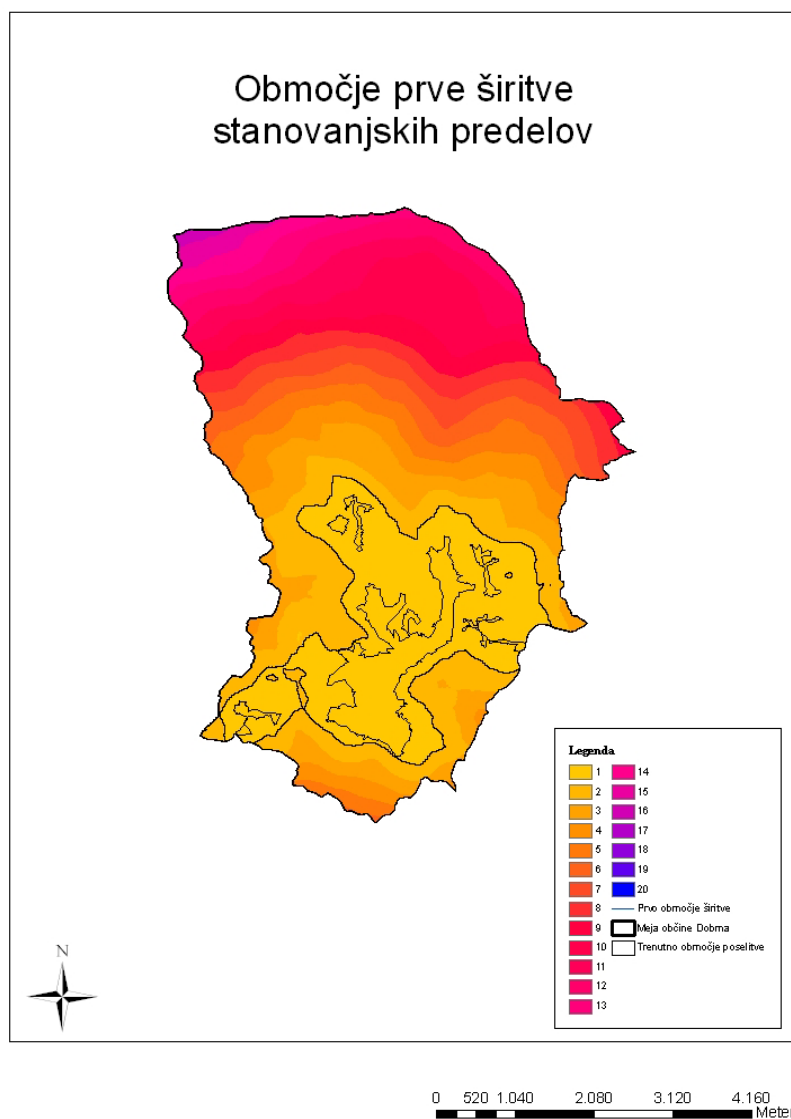 Območje prve širitve
stanovanjskih predelov
Legenda
1
2
3
4
5
6
7
8
9
10
11
12
13
14
15
16
17
18
19
20
Prvo območje širitve
Meja občine Dobrna
Trenutno območje poselitve
N
0 520 1.040 2.080 3.120 4.160
Meter